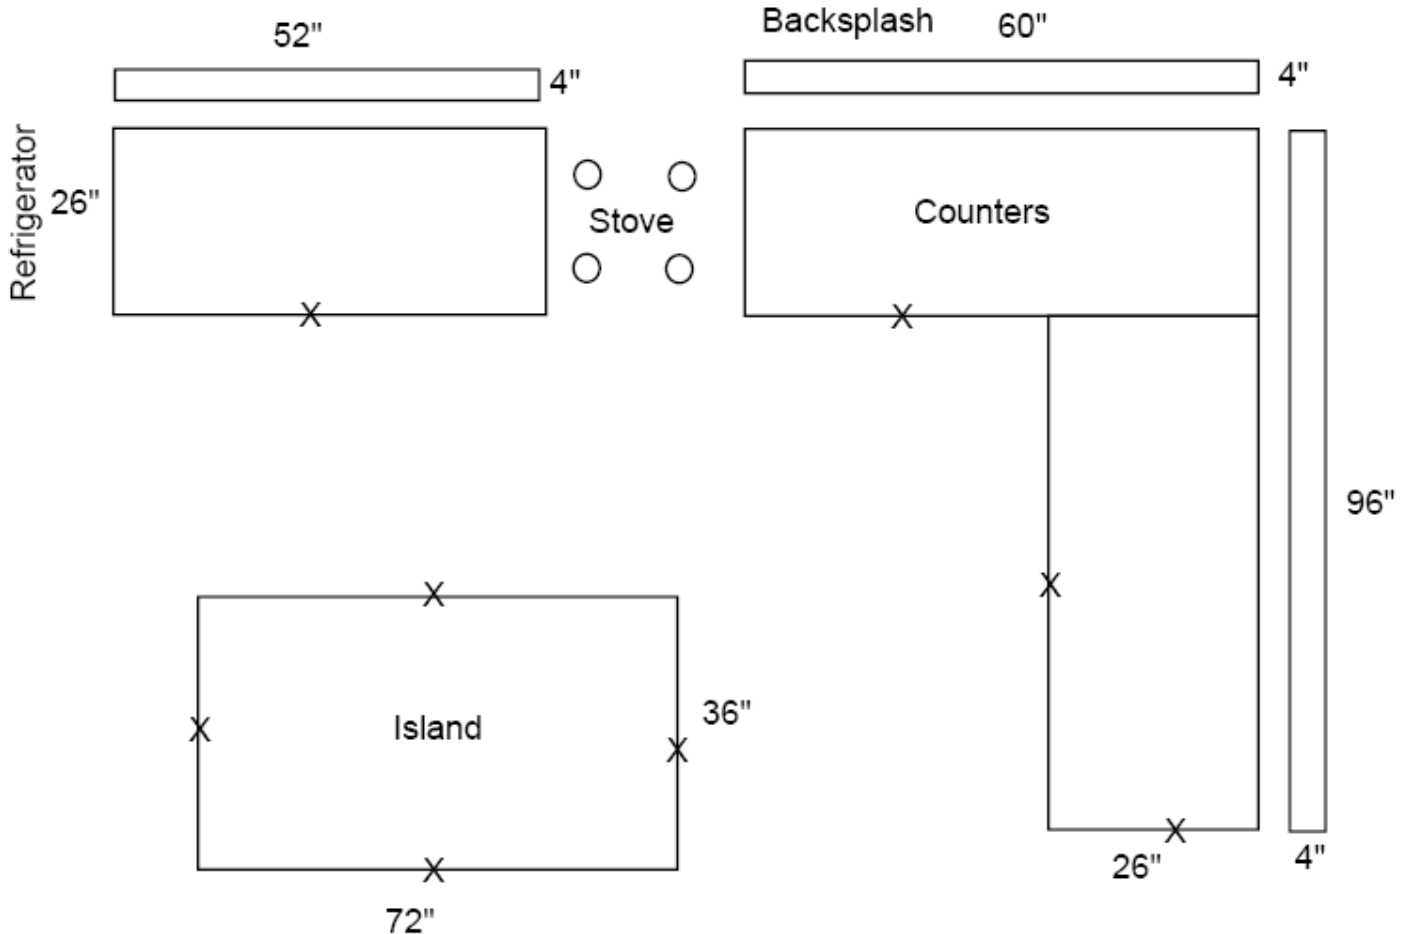 Backsplash
52"
60"
4"
4"
Refrigerator
26"
Stove
Counters
X
X
96"
X
X
X
Island
36"
X
X
X
26"
4"
72"